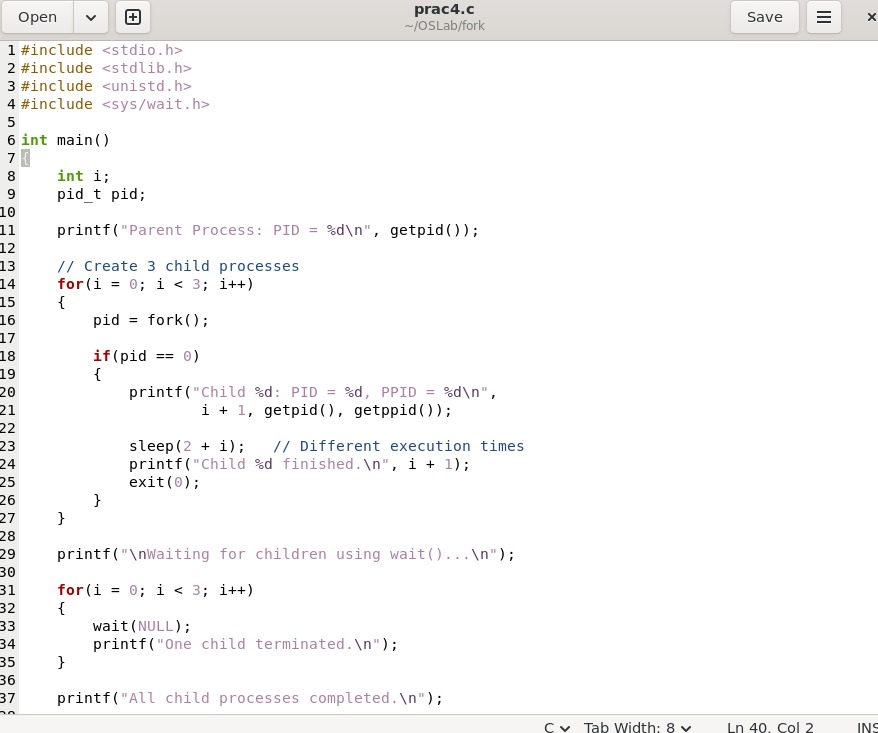 Open
prac4.c
~/OSLab/fork
Save
1 #include <stdio.h>
2 #include <stdlib.h>
3 #include <unistd.h>
4 #include <sys/wait.h>
5
6 int main()
7 {
8     int i;
9     pid_t pid;
10
11     printf("Parent Process: PID = %d\n", getpid());
12
13     // Create 3 child processes
14     for(i = 0; i < 3; i++)
15     {
16         pid = fork();
17
18         if(pid == 0)
19         {
20             printf("Child %d: PID = %d, PPID = %d\n",
21                     i + 1, getpid(), getppid());
22
23             sleep(2 + i);   // Different execution times
24             printf("Child %d finished.\n", i + 1);
25             exit(0);
26         }
27     }
28
29     printf("\nWaiting for children using wait()...\n");
30
31     for(i = 0; i < 3; i++)
32     {
33         wait(NULL);
34         printf("One child terminated.\n");
35     }
36
37     printf("All child processes completed.\n");
C
Tab Width: 8
Ln 40, Col 2
INS